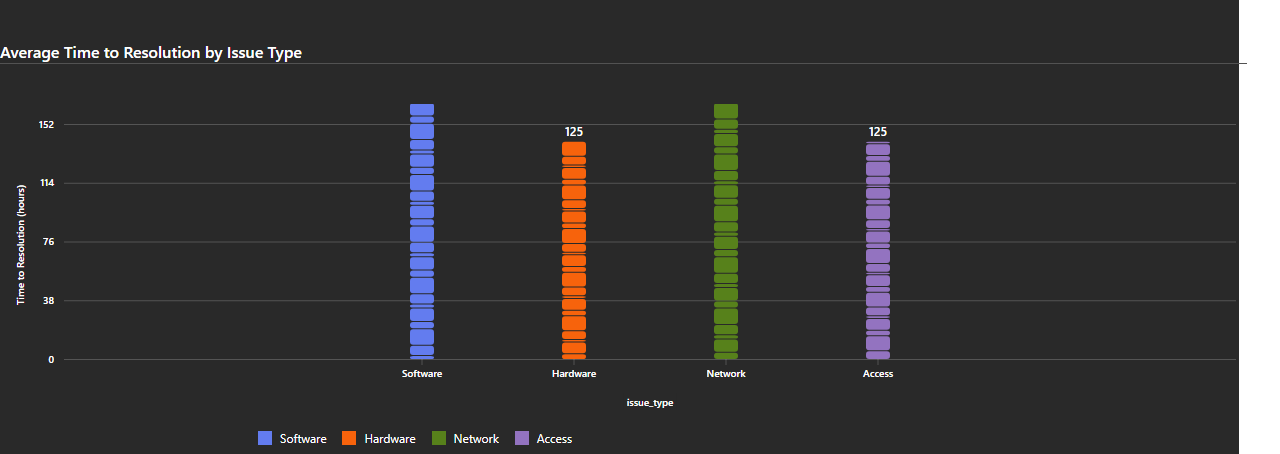 Average Time to Resolution by Issue Type
152
125
125
114
76
38
0
Time to Resolution (hours)
Software
Hardware
Network
Access
issue_type
Software
Hardware
Network
Access